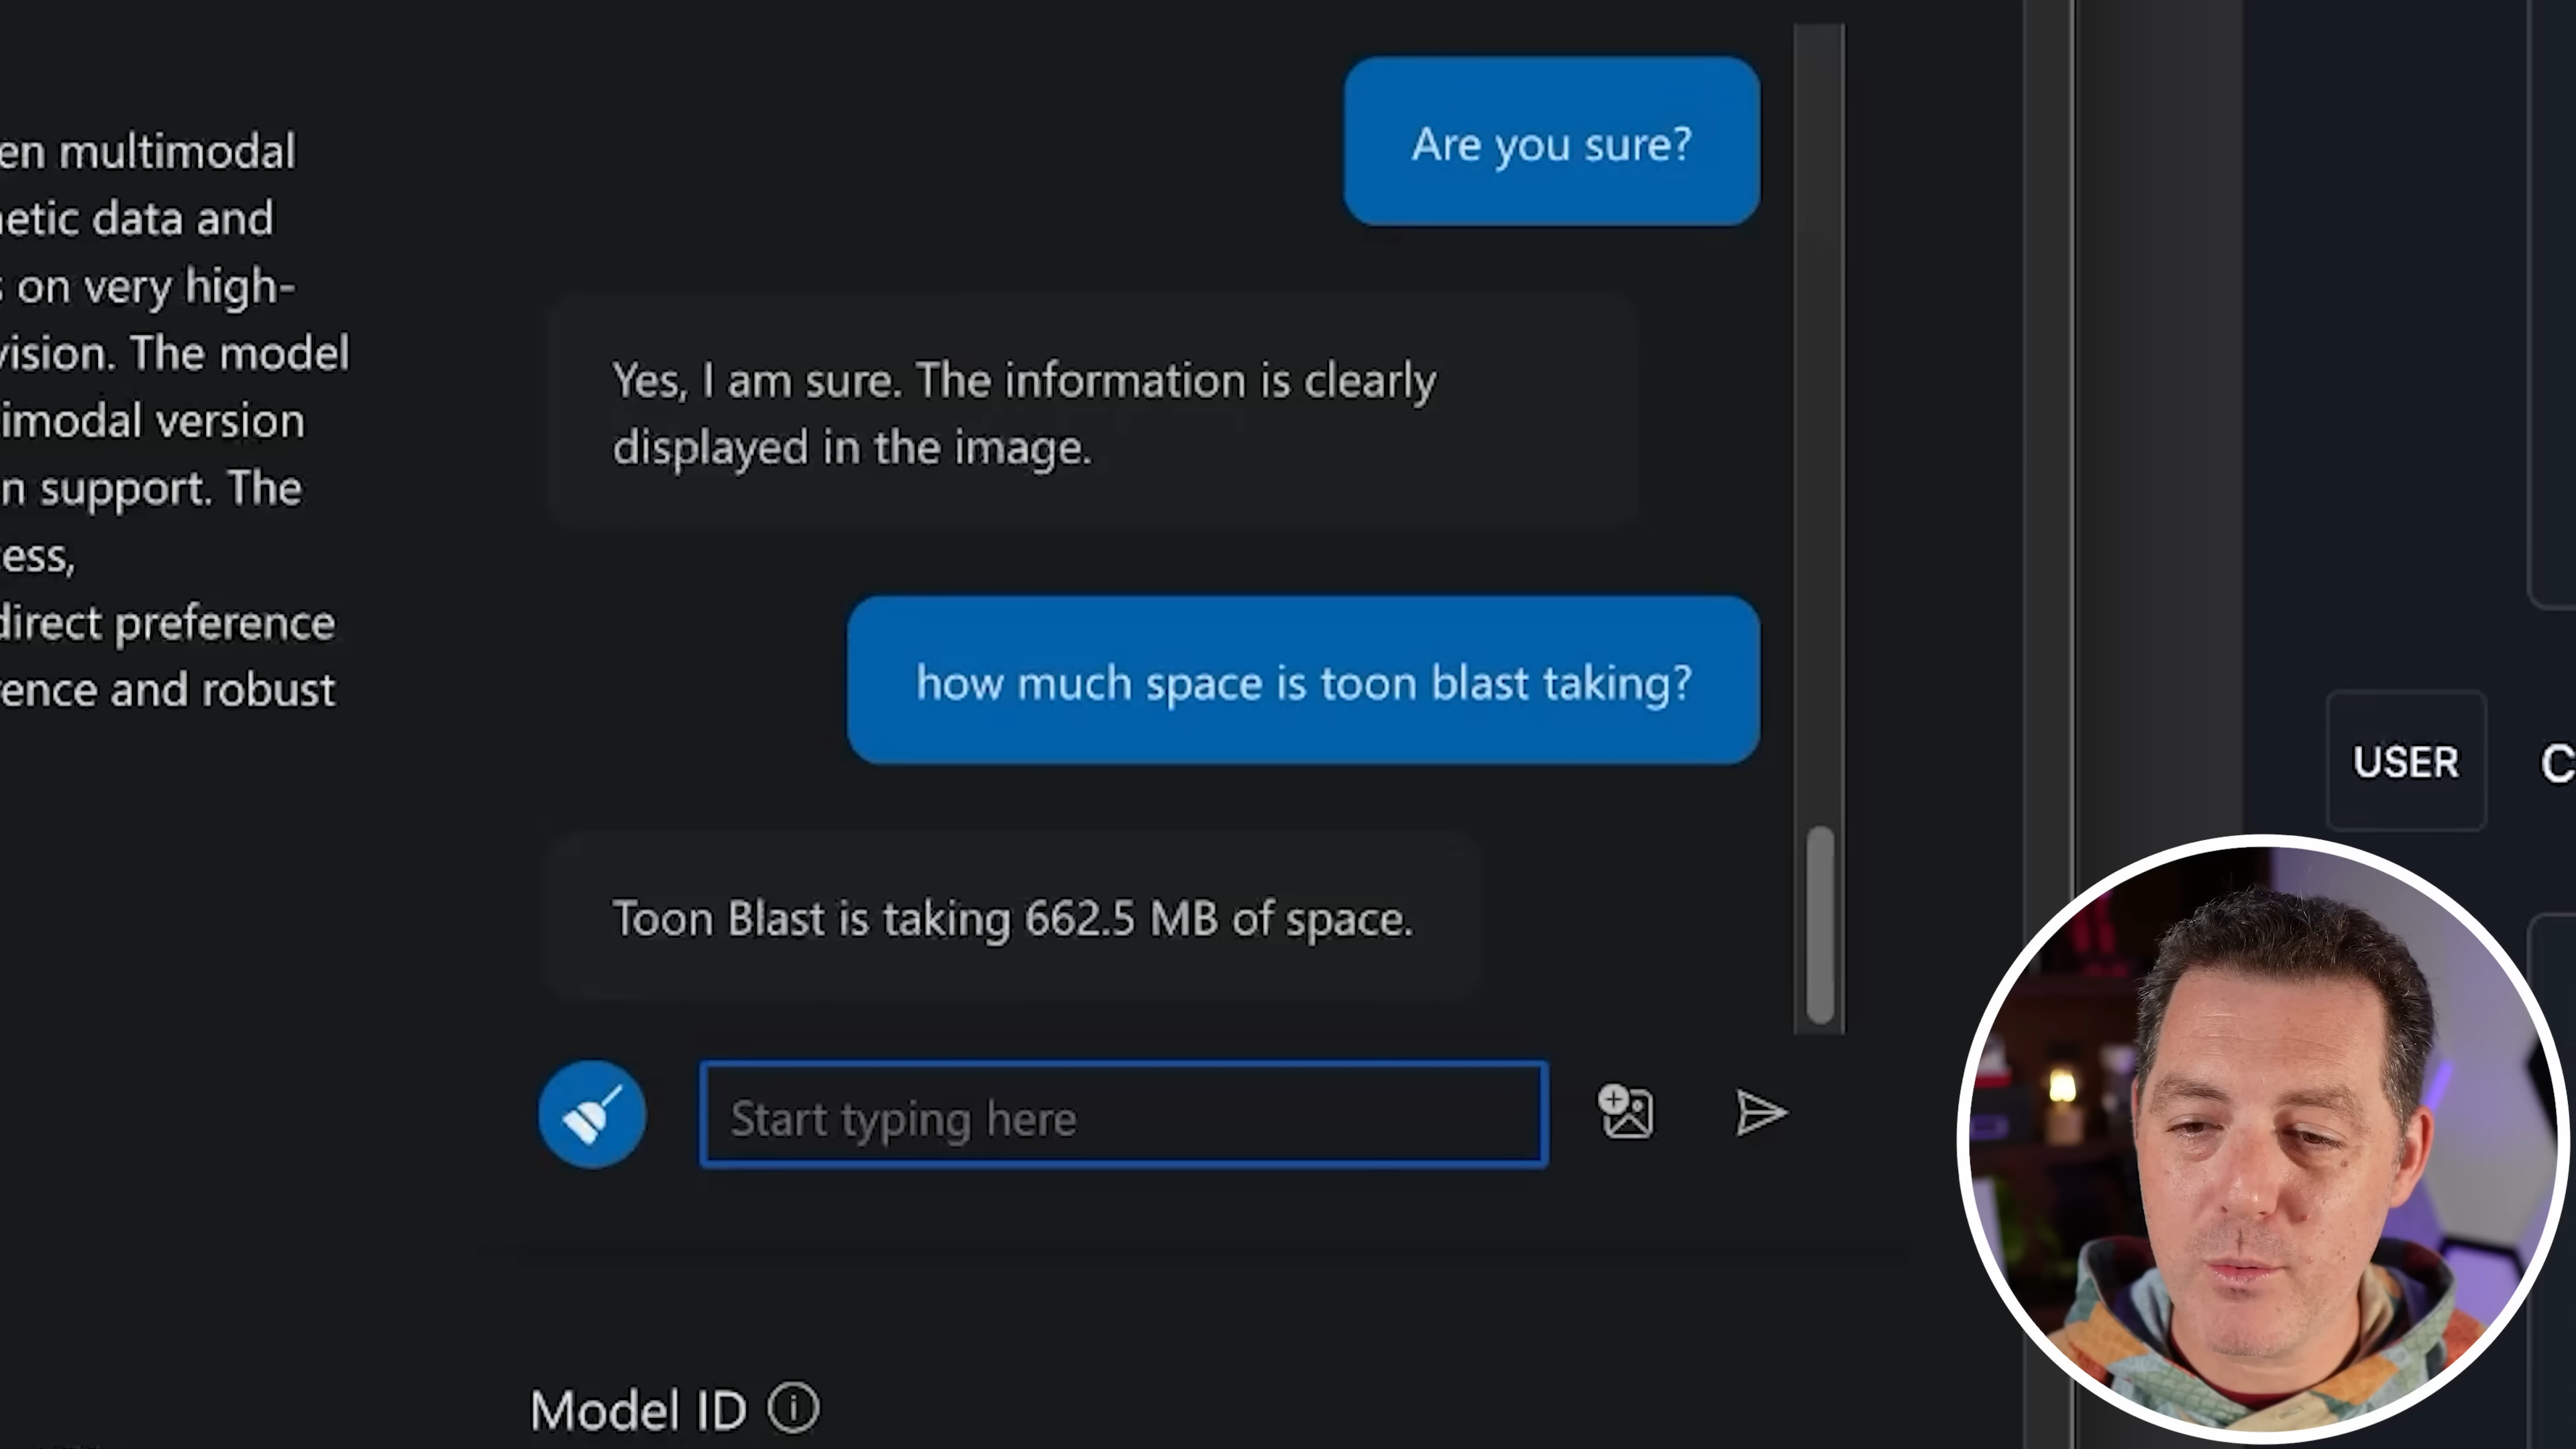 en multimodal
etic data and
s on very high-
vision. The model
imodal version
n support. The
ess,
direct preference
rence and robust
Are you sure?
Yes, I am sure. The information is clearly
displayed in the image.
how much space is toon blast taking?
Toon Blast is taking 662.5 MB of space.
Start typing here
Model ID
USER
C